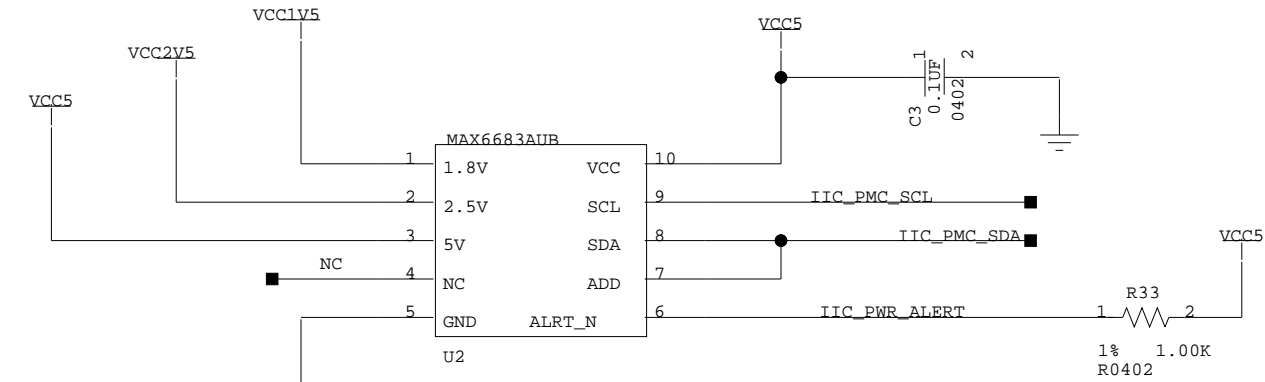 VCC1V5
VCC5
VCC2V5
VCC5
1
2
C3
0.1UF
0402
MAX6683AUB
1
1.8V
VCC
10
2
2.5V
SCL
9
IIC_PMC_SCL
3
5V
SDA
8
IIC_PMC_SDA
VCC5
NC
4
NC
ADD
7
5
GND
ALRT_N
6
IIC_PWR_ALERT
1
R33
2
U2
1%
1.00K
R0402